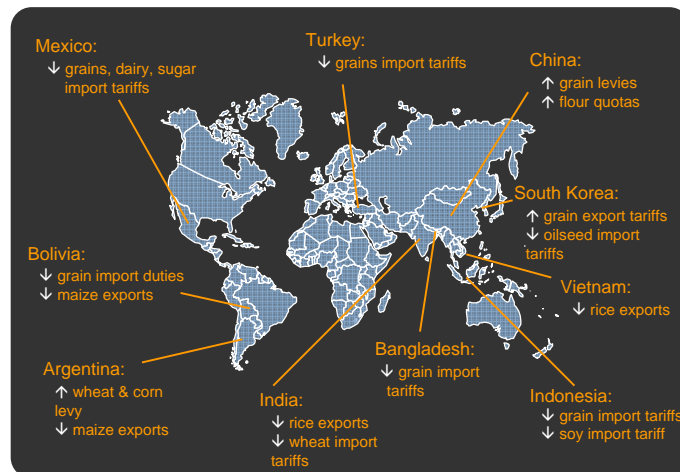 Mexico:
↓ grains, dairy, sugar
import tariffs
Turkey:
↓ grains import tariffs
China:
↑ grain levies
↑ flour quotas
South Korea:
↑ grain export tariffs
↓ oilseed import
tariffs
Bolivia:
↓ grain import duties
↓ maize exports
Vietnam:
↓ rice exports
Argentina:
↑ wheat & corn
levy
↓ maize exports
India:
↓ rice exports
↓ wheat import
tariffs
Bangladesh:
↓ grain import
tariffs
Indonesia:
↓ grain import tariffs
↓ soy import tariff